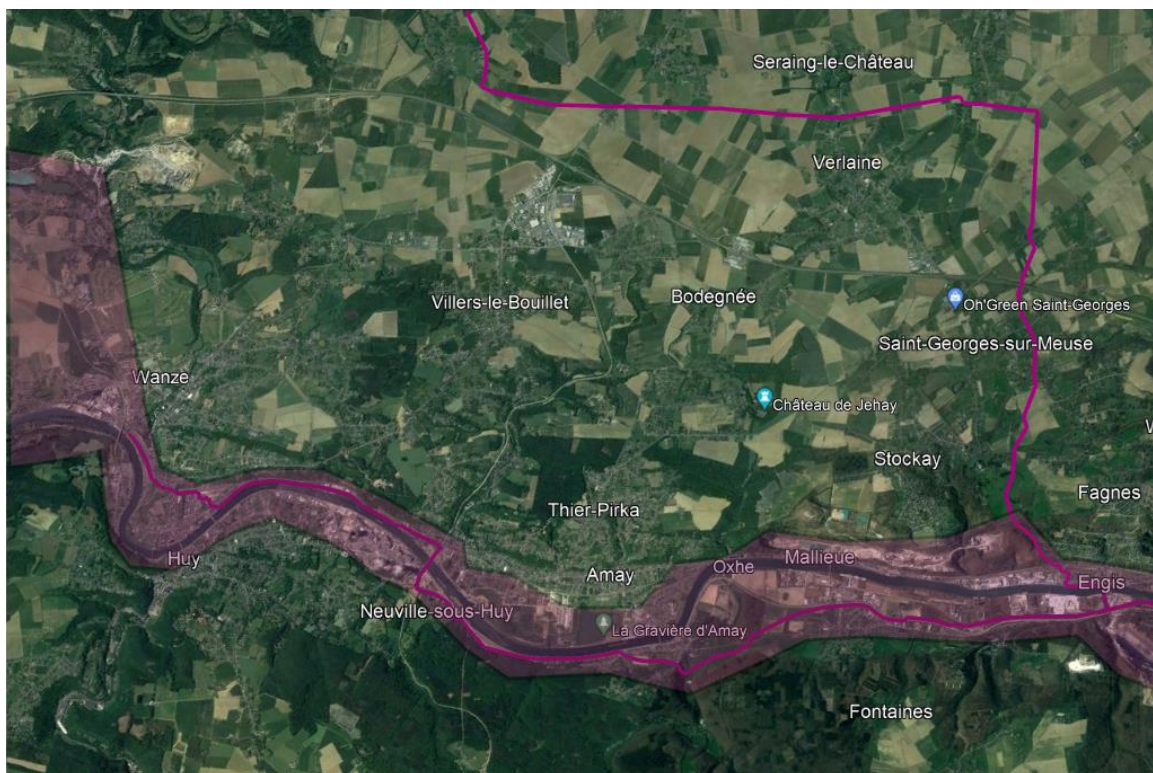 Seraing-le-Château
Verlaine
Villers-le-Bouillet
Bodegnée
Oh'Green Saint-Georges
Saint-Georges-sur-Meuse
Wanze
Château de Jehay
Stockay
Fagnes
Thier-Pirka
Huy
Oxhe
Mallieue
Amay
Engis
Neuville-sous-Huy
La Gravière d'Amay
Fontaines